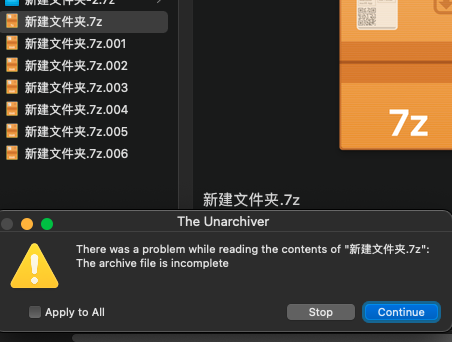 新建文件夹-2.7z
新建文件夹.7z
新建文件夹.7z.001
新建文件夹.7z.002
新建文件夹.7z.003
新建文件夹.7z.004
新建文件夹.7z.005
新建文件夹.7z.006
7z
新建文件夹.7z
The Unarchiver
There was a problem while reading the contents of "新建文件夹.7z":
The archive file is incomplete
Apply to All
Stop
Continue